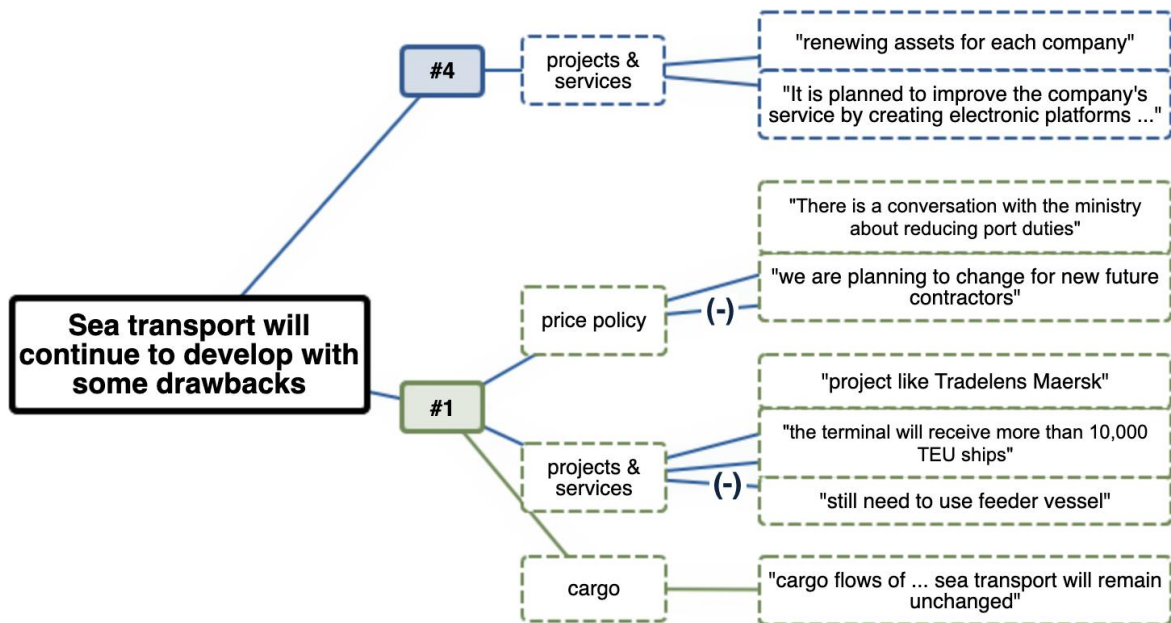 #4
projects &
services
"renewing assets for each company"
"It is planned to improve the company's
service by creating electronic platforms ..."
Sea transport will
continue to develop with
some drawbacks
#1
price policy
"There is a conversation with the ministry
about reducing port duties"
(-)
"we are planning to change for new future
contractors"
projects &
services
"project like Tradelens Maersk"
"the terminal will receive more than 10,000
TEU ships"
(-)
"still need to use feeder vessel"
cargo
"cargo flows of ... sea transport will remain
unchanged"